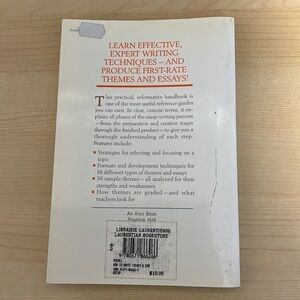 LEARN EFFECTIVE,
EXPERT WRITING
TECHNIQUES—AND
PRODUCE FIRST-RATE
THEMES AND ESSAYS!
This practical, informative handbook is
one of the most useful reference guides
you can own. In clear, concise terms, it ex-
plains all phases of the essay-writing process
—from the preparation and creative stages
through the finished product—to give you a
thorough understanding of each step.
Features include:
• Strategies for selecting and focusing on a
topic
• Formats and development techniques for
18 different types of themes and essays
• 36 sample themes—all analyzed for their
strengths and weaknesses
• How themes are graded—and what
teachers look for
An Arco Book
Prentice Hall
LIBRAIRIE LAURENTIENNE
LAURENTIAN BOOKSTORE
HOW TO WRITE THEMES &
$10.95